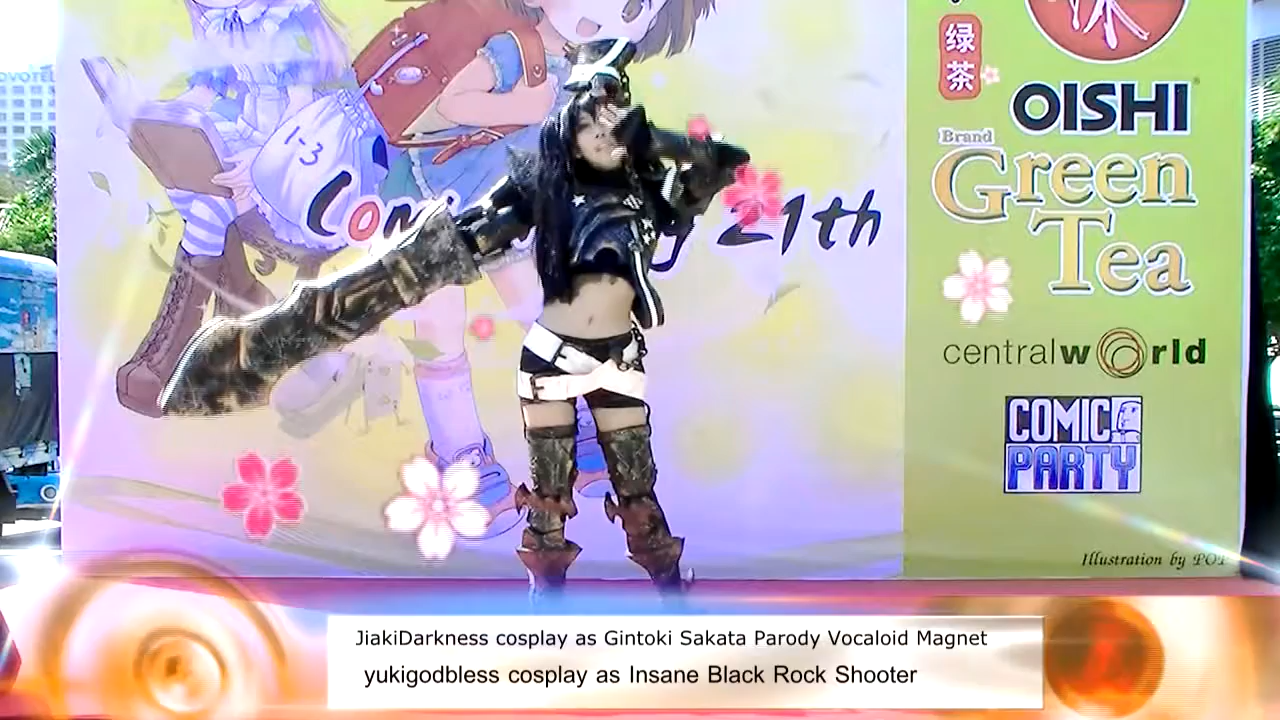 NOVOTEL
1-3
21th
绿茶
OISHI
Brand
Green
Tea
centralworld
COMIC
PARTY
Illustration by POP
JiakiDarkness cosplay as Gintoki Sakata Parody Vocaloid Magnet
yukigodbless cosplay as Insane Black Rock Shooter